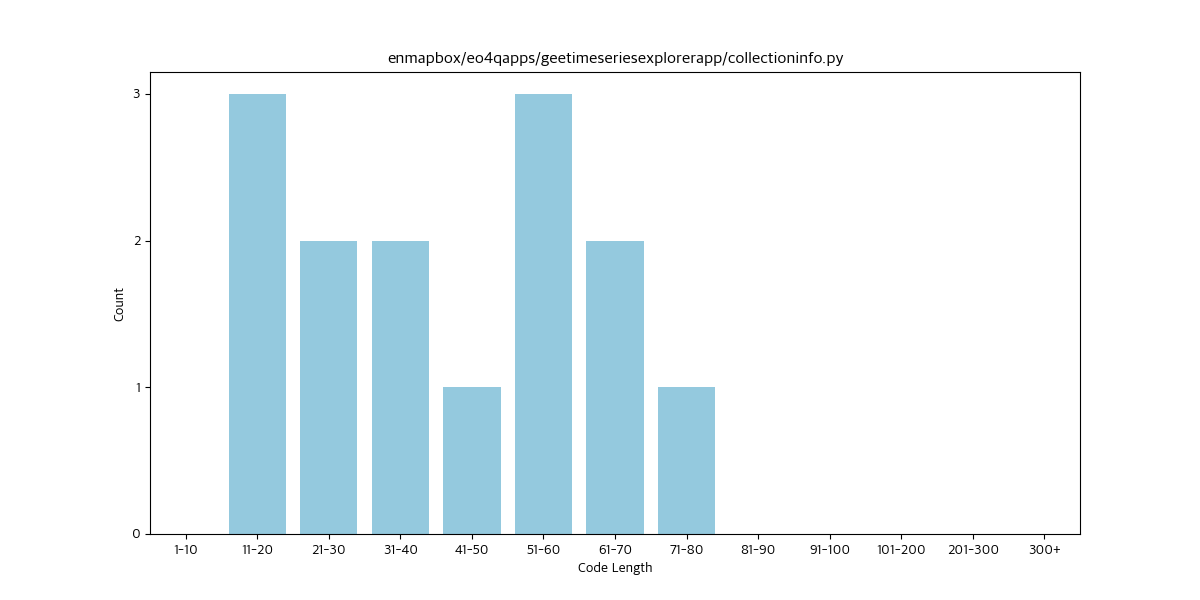 enmapbox/eo4qapps/geetimeseriesexplorerapp/collectioninfo.py
3
2
1
0
Count
1-10 11-20 21-30 31-40 41-50 51-60 61-70 71-80 81-90 91-100 101-200 201-300 300+
Code Length